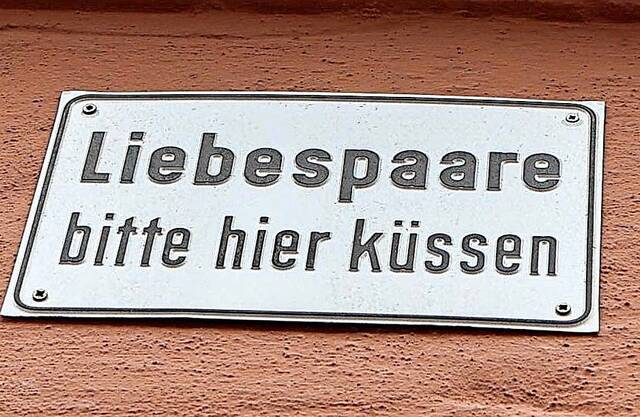 Liebespaare
bitte hier küssen